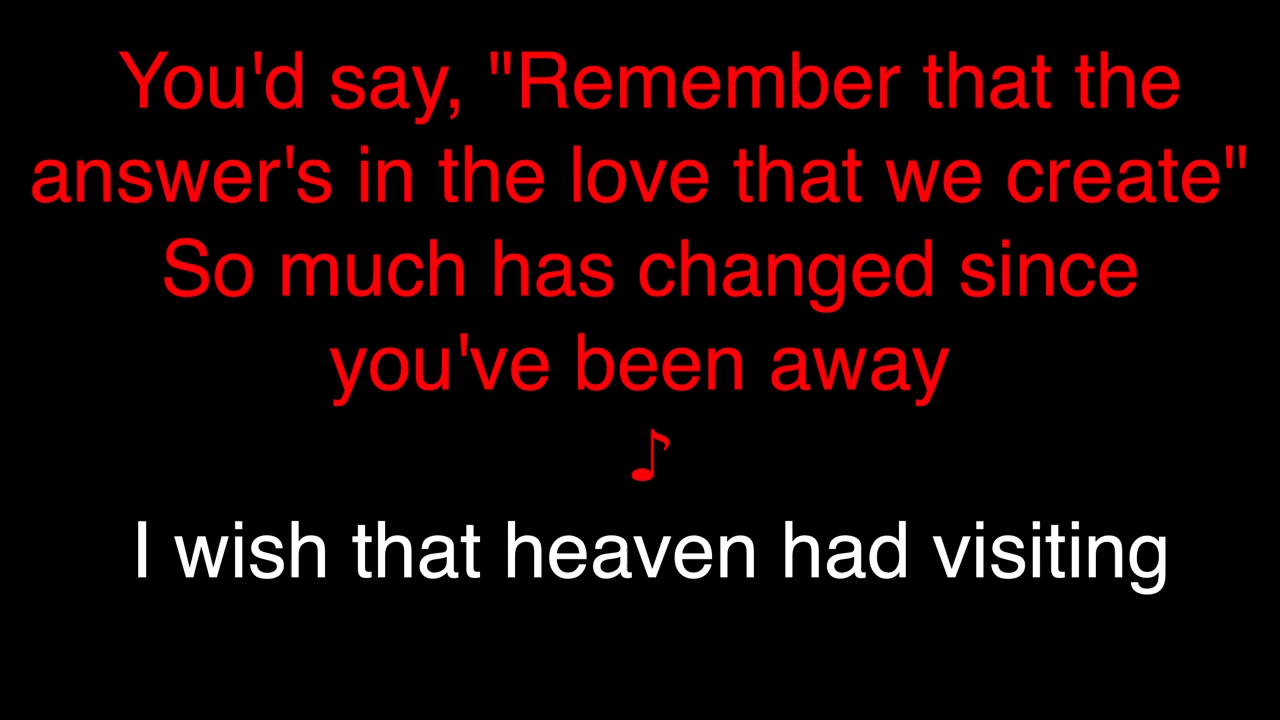 You'd say, "Remember that the
answer's in the love that we create"
So much has changed since
you've been away
♪
I wish that heaven had visiting